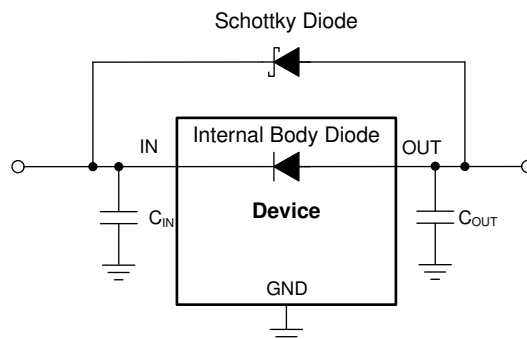 Schottky Diode
Internal Body Diode
IN
OUT
C_IN
Device
C_OUT
GND